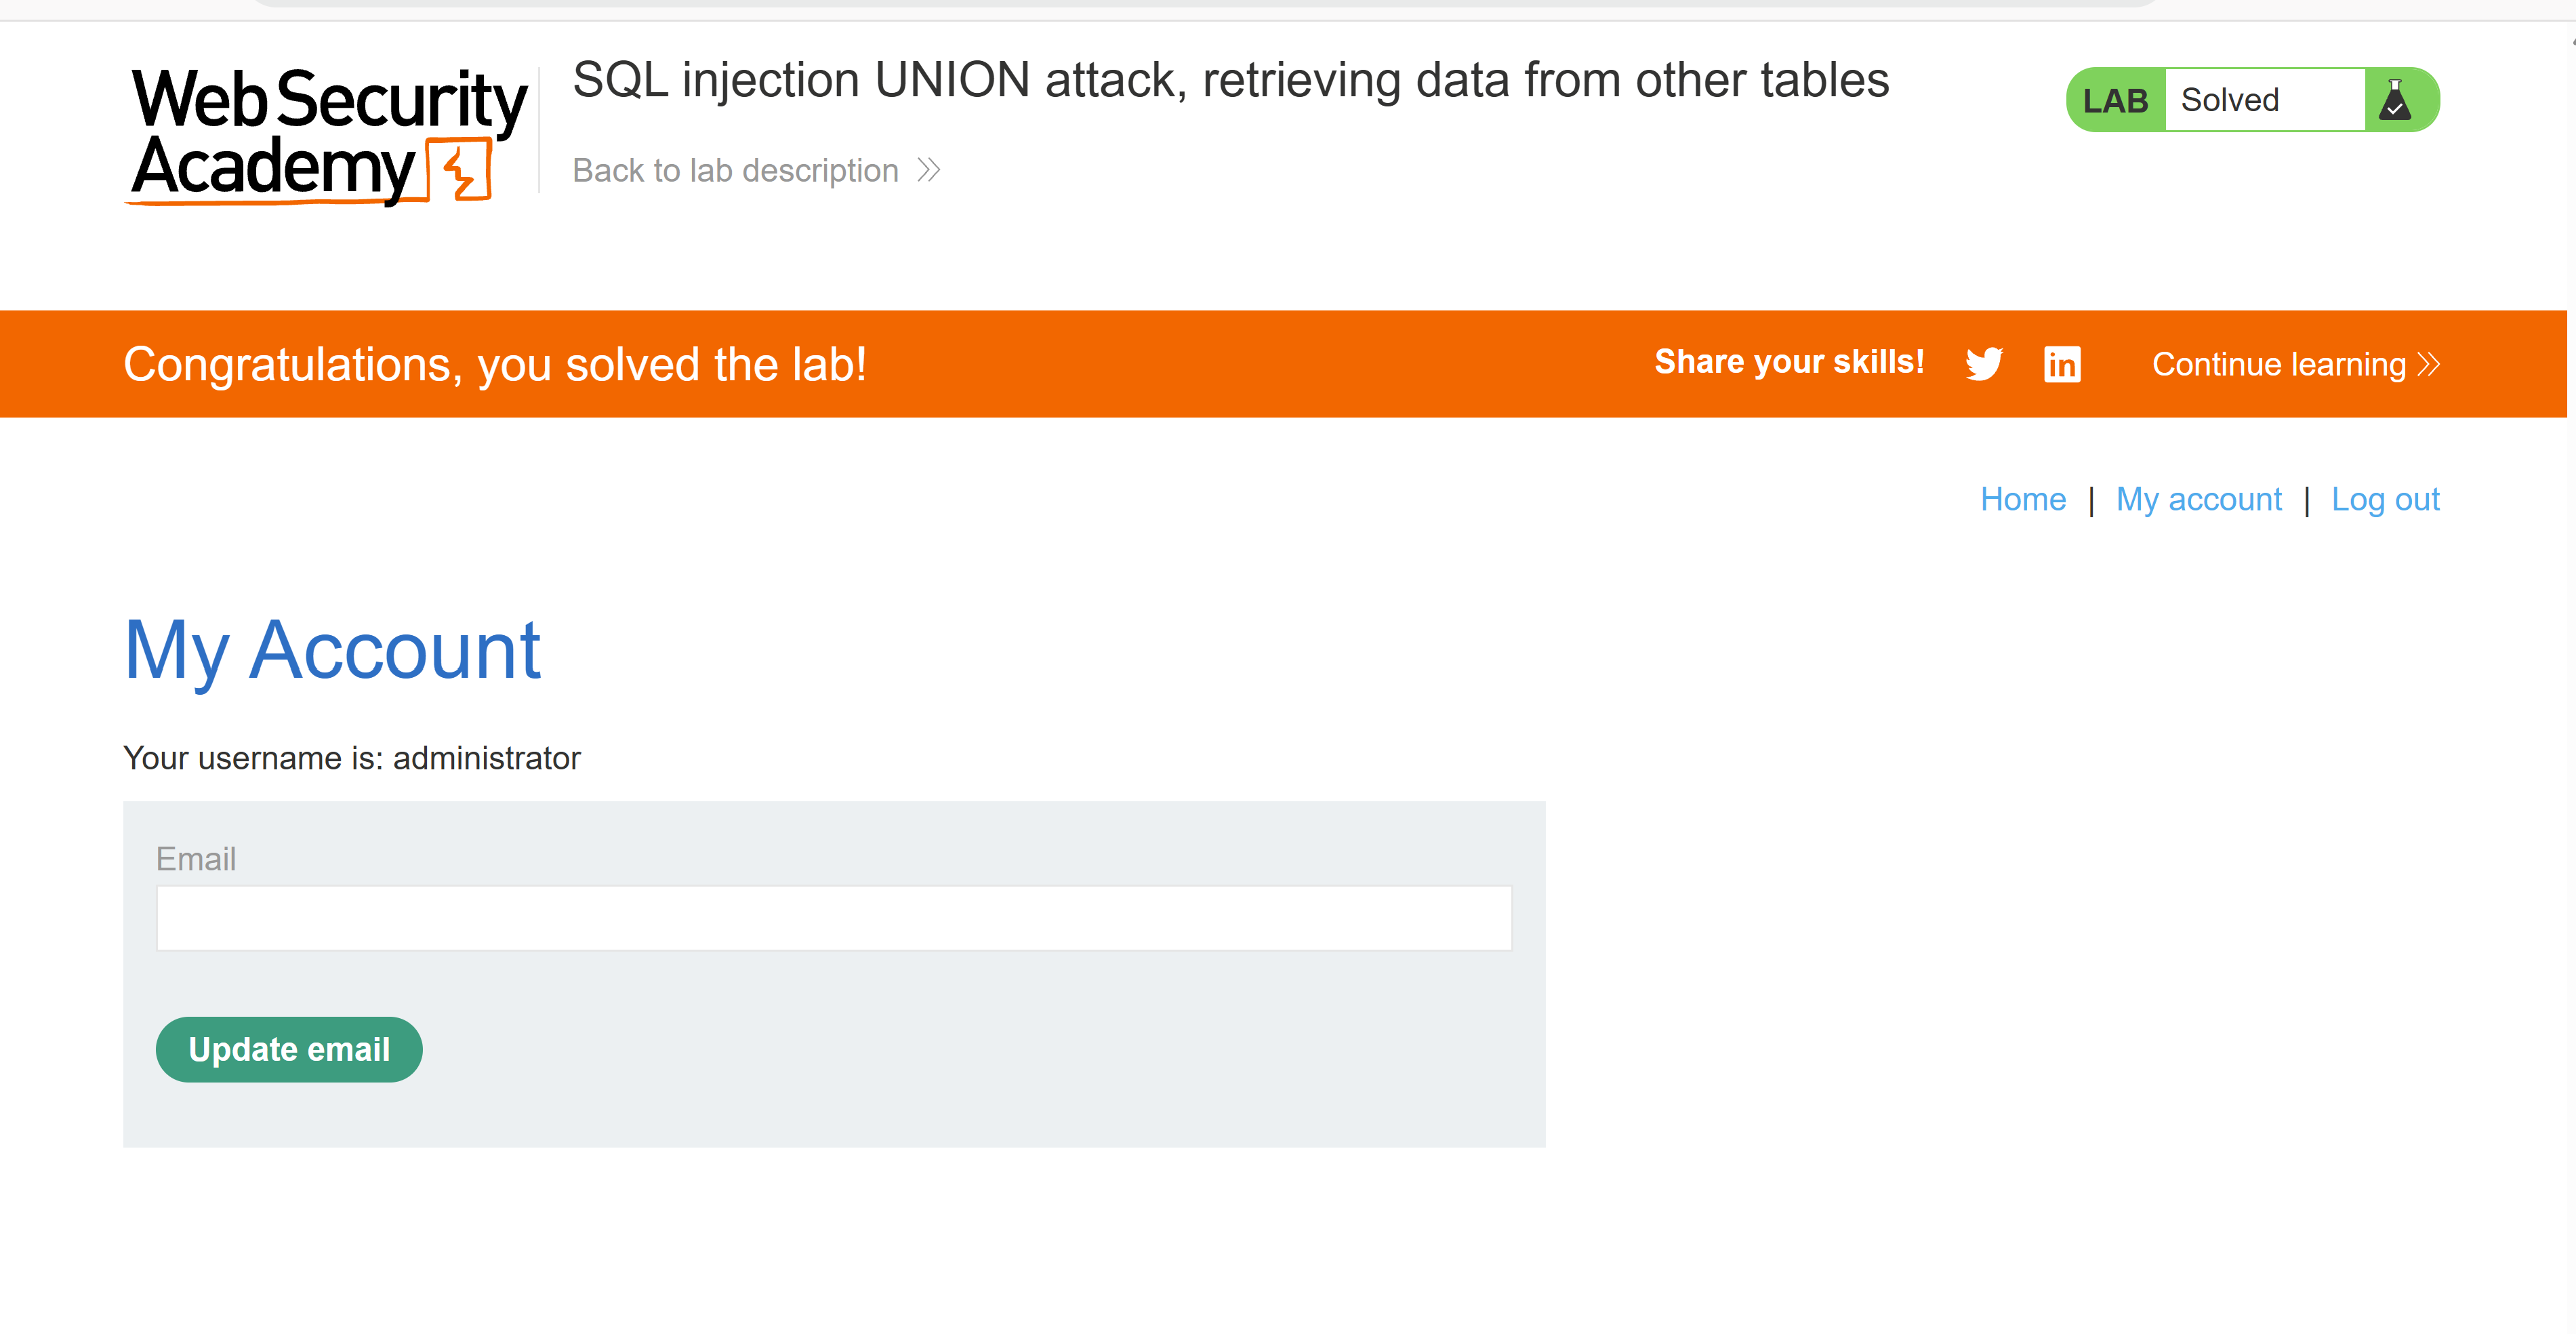 Web Security
Academy
SQL injection UNION attack, retrieving data from other tables
Back to lab description
LAB Solved
Congratulations, you solved the lab!
Share your skills!
Continue learning
Home | My account | Log out
My Account
Your username is: administrator
Email
Update email